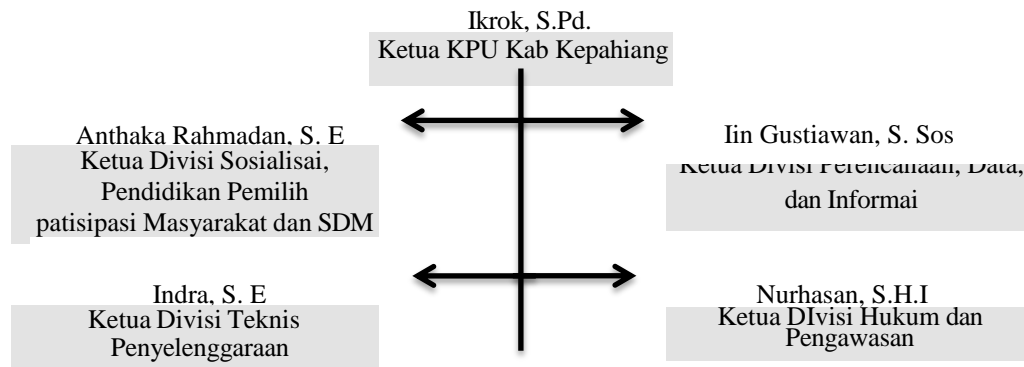 Ikrok, S.Pd.
Ketua KPU Kab Kepahiang
Anthaka Rahmadan, S. E
Ketua Divisi Sosialisai,
Pendidikan Pemilih
patisipasi Masyarakat dan SDM
Iin Gustiawan, S. Sos
Ketua Divisi Perencanaan, Data,
dan Informai
Indra, S. E
Ketua Divisi Teknis
Penyelenggaraan
Nurhasan, S.H.I
Ketua DIvisi Hukum dan
Pengawasan